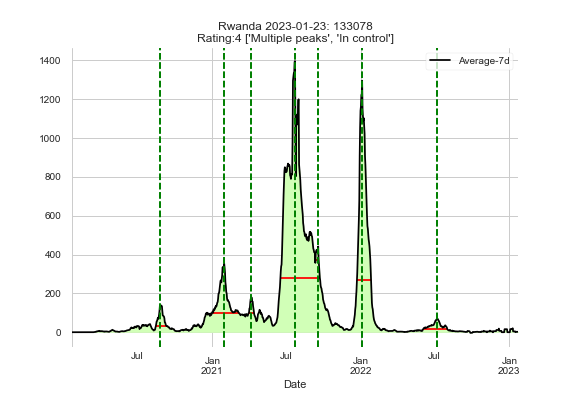 Rwanda 2023-01-23: 133078
Rating:4 ['Multiple peaks', 'In control']
Average-7d
1400
1200
1000
800
600
400
200
0
Jul
Jan
2021
Jul
Jan
2022
Jul
Jan
2023
Date